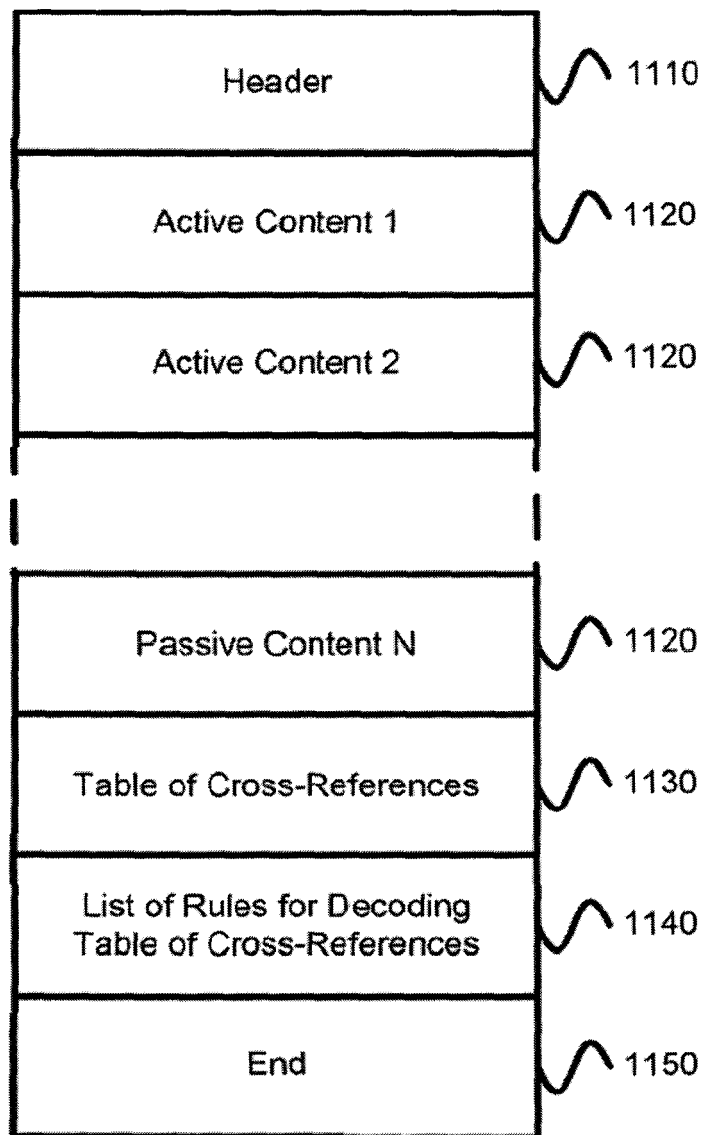 Header
1110
Active Content 1
1120
Active Content 2
1120
Passive Content N
1120
Table of Cross-References
1130
List of Rules for Decoding
Table of Cross-References
1140
End
1150